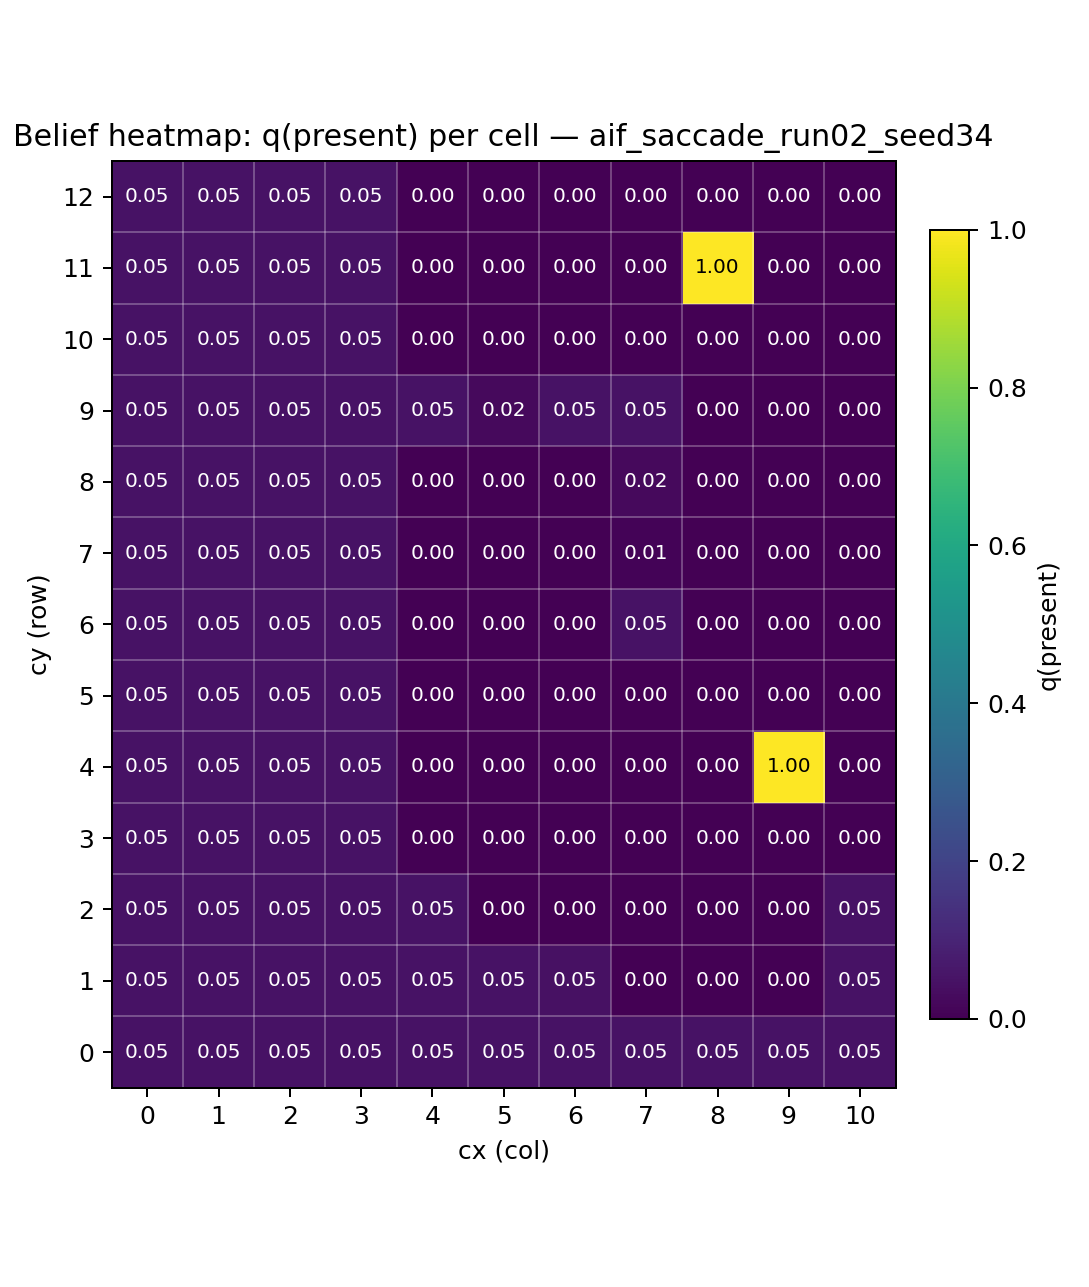 Belief heatmap: q(present) per cell — aif_saccade_run02_seed34
12 0.05 0.05 0.05 0.05 0.00 0.00 0.00 0.00 0.00 0.00 0.00
11 0.05 0.05 0.05 0.05 0.00 0.00 0.00 0.00 1.00 0.00 0.00
10 0.05 0.05 0.05 0.05 0.00 0.00 0.00 0.00 0.00 0.00 0.00
9 0.05 0.05 0.05 0.05 0.05 0.02 0.05 0.05 0.00 0.00 0.00
8 0.05 0.05 0.05 0.05 0.00 0.00 0.00 0.02 0.00 0.00 0.00
7 0.05 0.05 0.05 0.05 0.00 0.00 0.00 0.01 0.00 0.00 0.00
6 0.05 0.05 0.05 0.05 0.00 0.00 0.00 0.05 0.00 0.00 0.00
5 0.05 0.05 0.05 0.05 0.00 0.00 0.00 0.00 0.00 0.00 0.00
4 0.05 0.05 0.05 0.05 0.00 0.00 0.00 0.00 0.00 1.00 0.00
3 0.05 0.05 0.05 0.05 0.00 0.00 0.00 0.00 0.00 0.00 0.00
2 0.05 0.05 0.05 0.05 0.05 0.00 0.00 0.00 0.00 0.00 0.05
1 0.05 0.05 0.05 0.05 0.05 0.05 0.05 0.00 0.00 0.00 0.05
0 0.05 0.05 0.05 0.05 0.05 0.05 0.05 0.05 0.05 0.05 0.05
0 1 2 3 4 5 6 7 8 9 10
cx (col)
cy (row)
1.0
0.8
0.6
0.4
0.2
0.0
q(present)